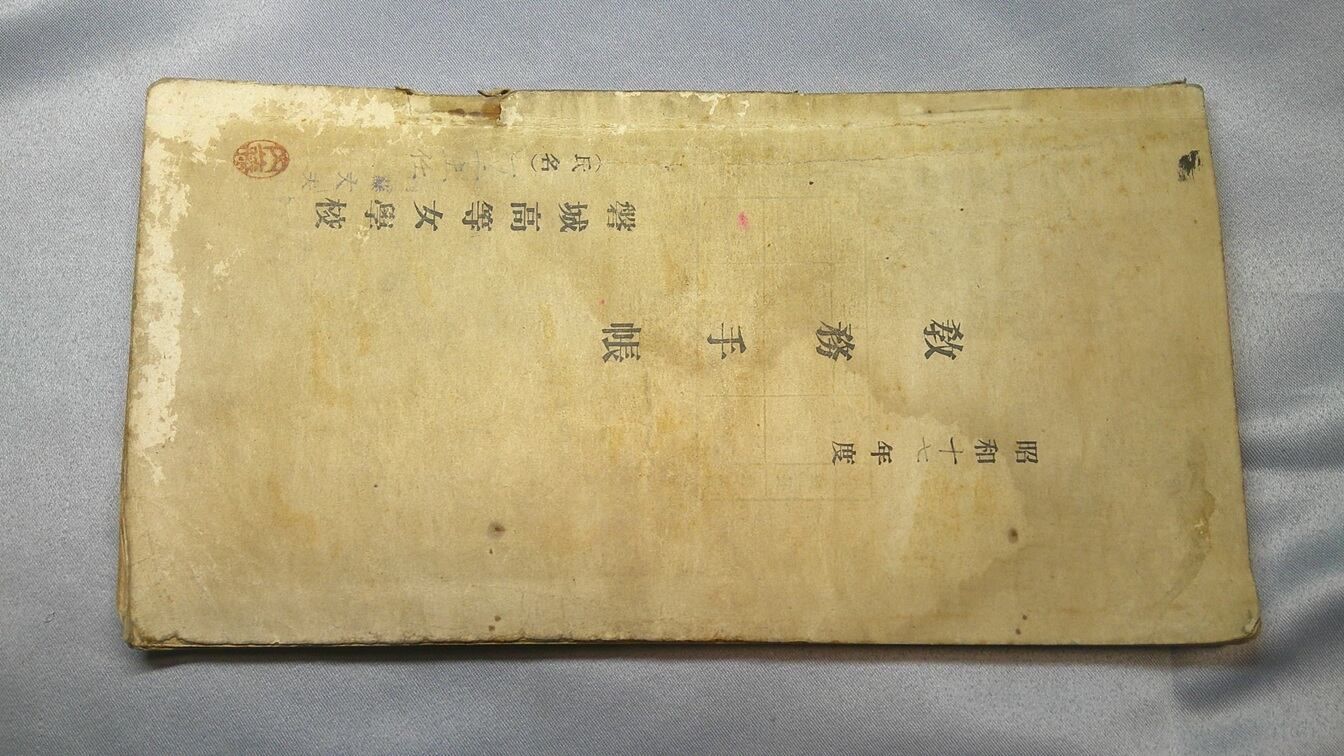 昭和十七年度
教務手帳
磐城高等女學校
(氏名)